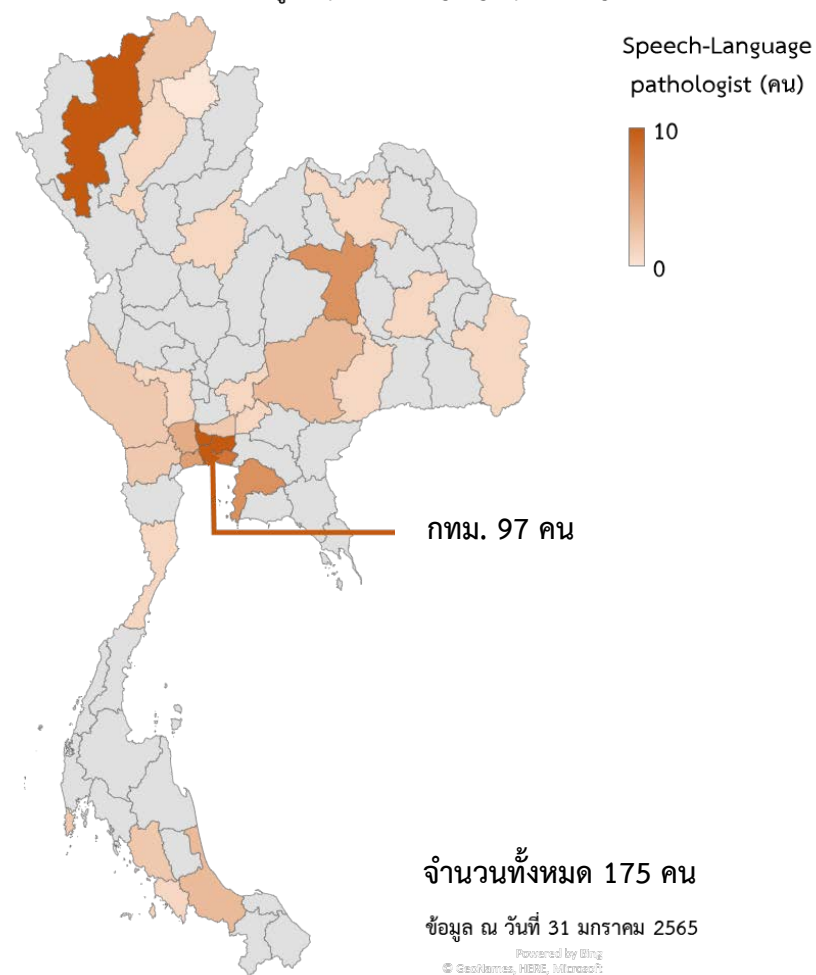 Speech-Language
pathologist (คน)
10
0
กทม. 97 คน
จำนวนทั้งหมด 175 คน
ข้อมูล ณ วันที่ 31 มกราคม 2565
Powered by Bing
© GeoNames, HERE, Microsoft